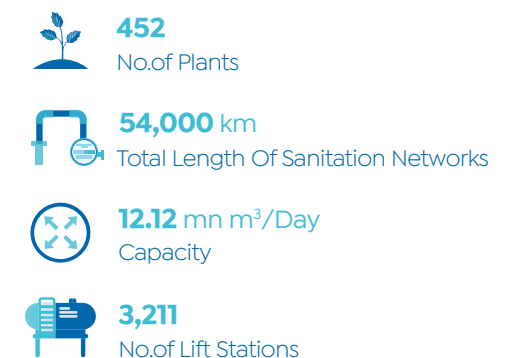 452
No.of Plants
54,000 km
Total Length Of Sanitation Networks
12.12 mn m³/Day
Capacity
3,211
No.of Lift Stations